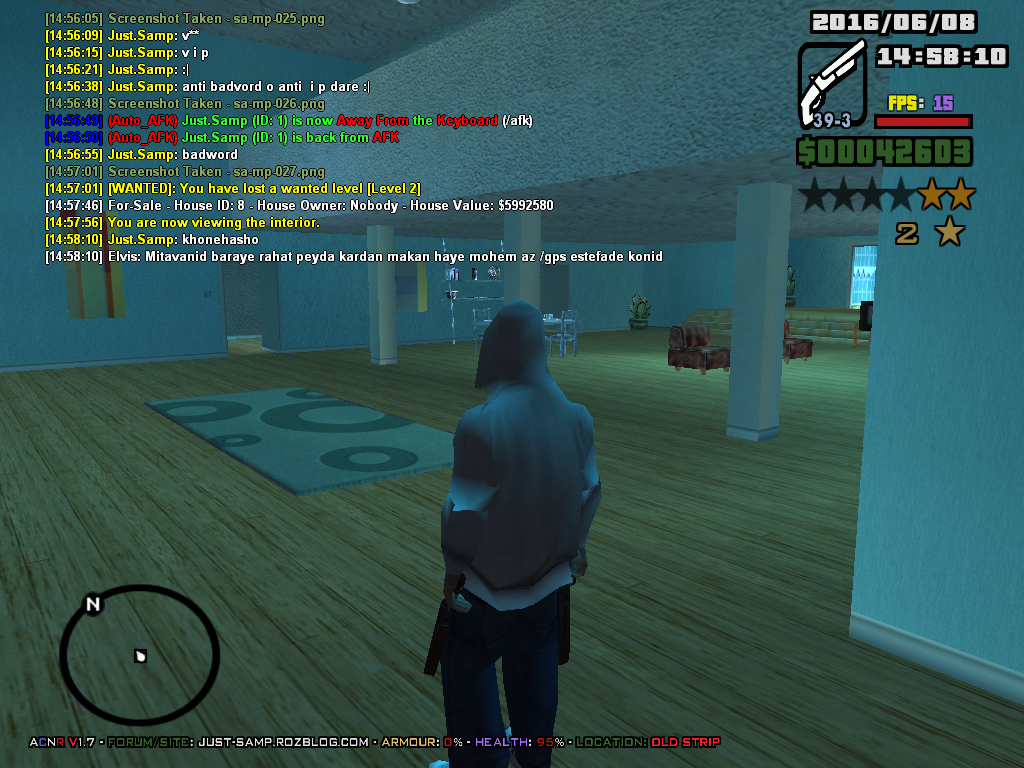 [14:56:05] Screenshot Taken - sa-mp-025.png
[14:56:09] Just.Samp: v**
[14:56:15] Just.Samp: v i p
[14:56:21] Just.Samp: :|
[14:56:38] Just.Samp: anti badvord o anti i p dare :|
[14:56:48] Screenshot Taken - sa-mp-026.png
[14:56:49] (Auto_AFK) Just.Samp (ID: 1) is now Away From the Keyboard (/afk)
[14:56:50] (Auto_AFK) Just.Samp (ID: 1) is back from AFK
[14:56:55] Just.Samp: badword
[14:57:01] Screenshot Taken - sa-mp-027.png
[14:57:01] [WANTED]: You have lost a wanted level [Level 2]
[14:57:46] For-Sale - House ID: 8 - House Owner: Nobody - House Value: $5992580
[14:57:56] You are now viewing the interior.
[14:58:10] Just.Samp: khonehasho
[14:58:10] Elvis: Mitavanid baraye rahat peyda kardan makan haye mohem az /gps estefade konid
2016/06/08
14:58:10
FPS: 15
39-3
$00042603
2
N
ACNR V1.7 - FORUM/SITE: JUST-SAMP.ROZBLOG.COM - ARMOUR: 0% - HEALTH: 95% - LOCATION: OLD STRIP